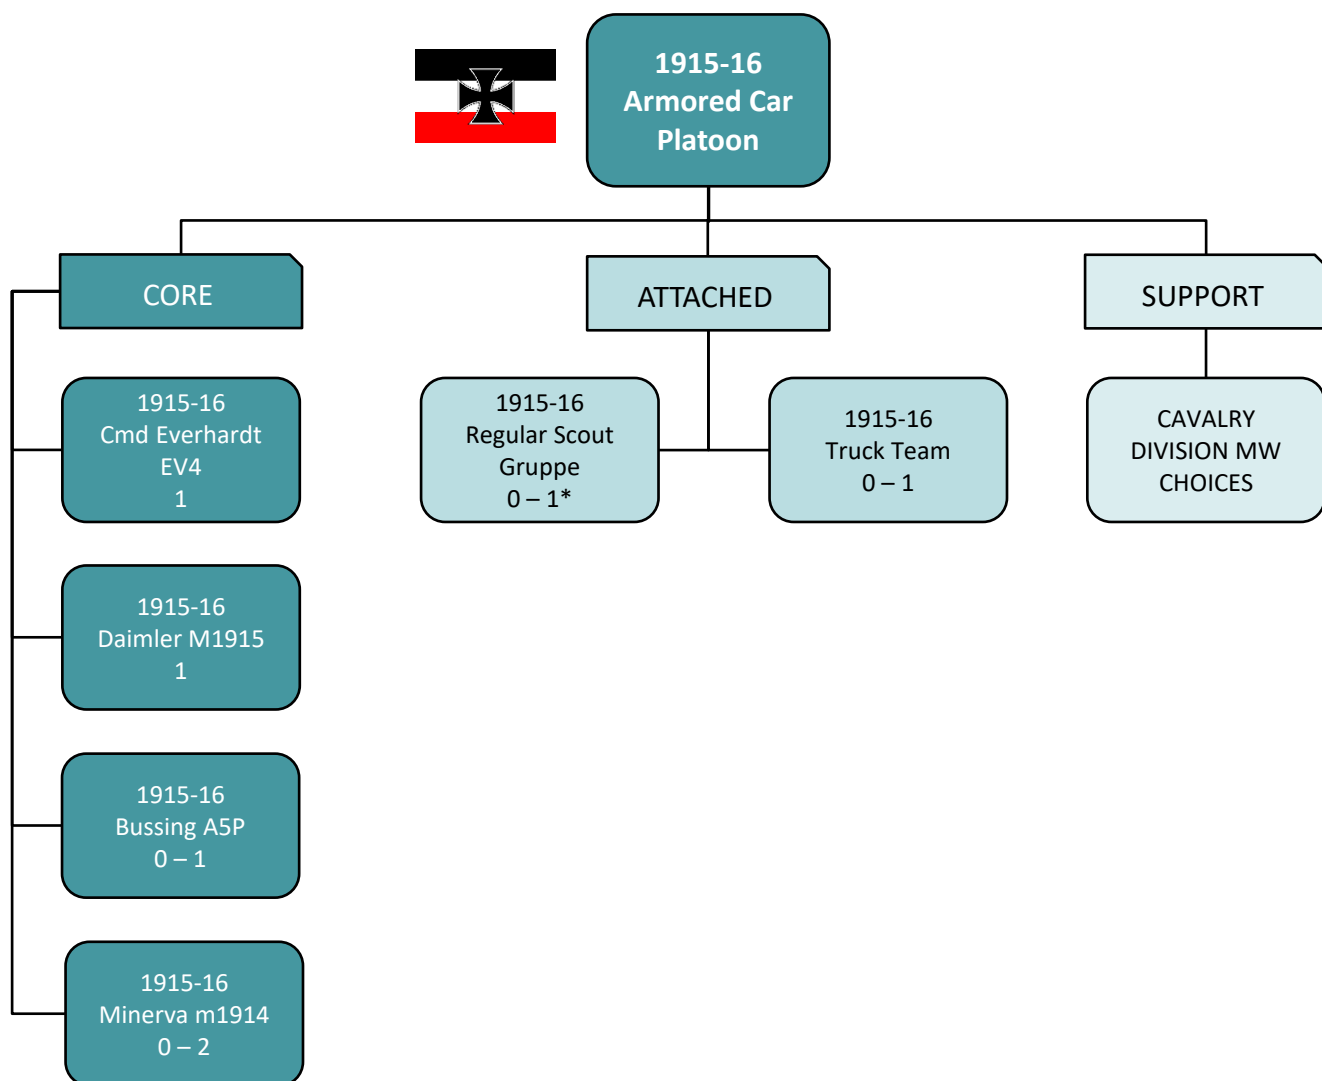 1915-16
Armored Car
Platoon
CORE
ATTACHED
SUPPORT
1915-16
Cmd Everhardt
EV4
1
1915-16
Regular Scout
Gruppe
0 – 1*
1915-16
Truck Team
0 – 1
CAVALRY
DIVISION MW
CHOICES
1915-16
Daimler M1915
1
1915-16
Bussing A5P
0 – 1
1915-16
Minerva m1914
0 – 2